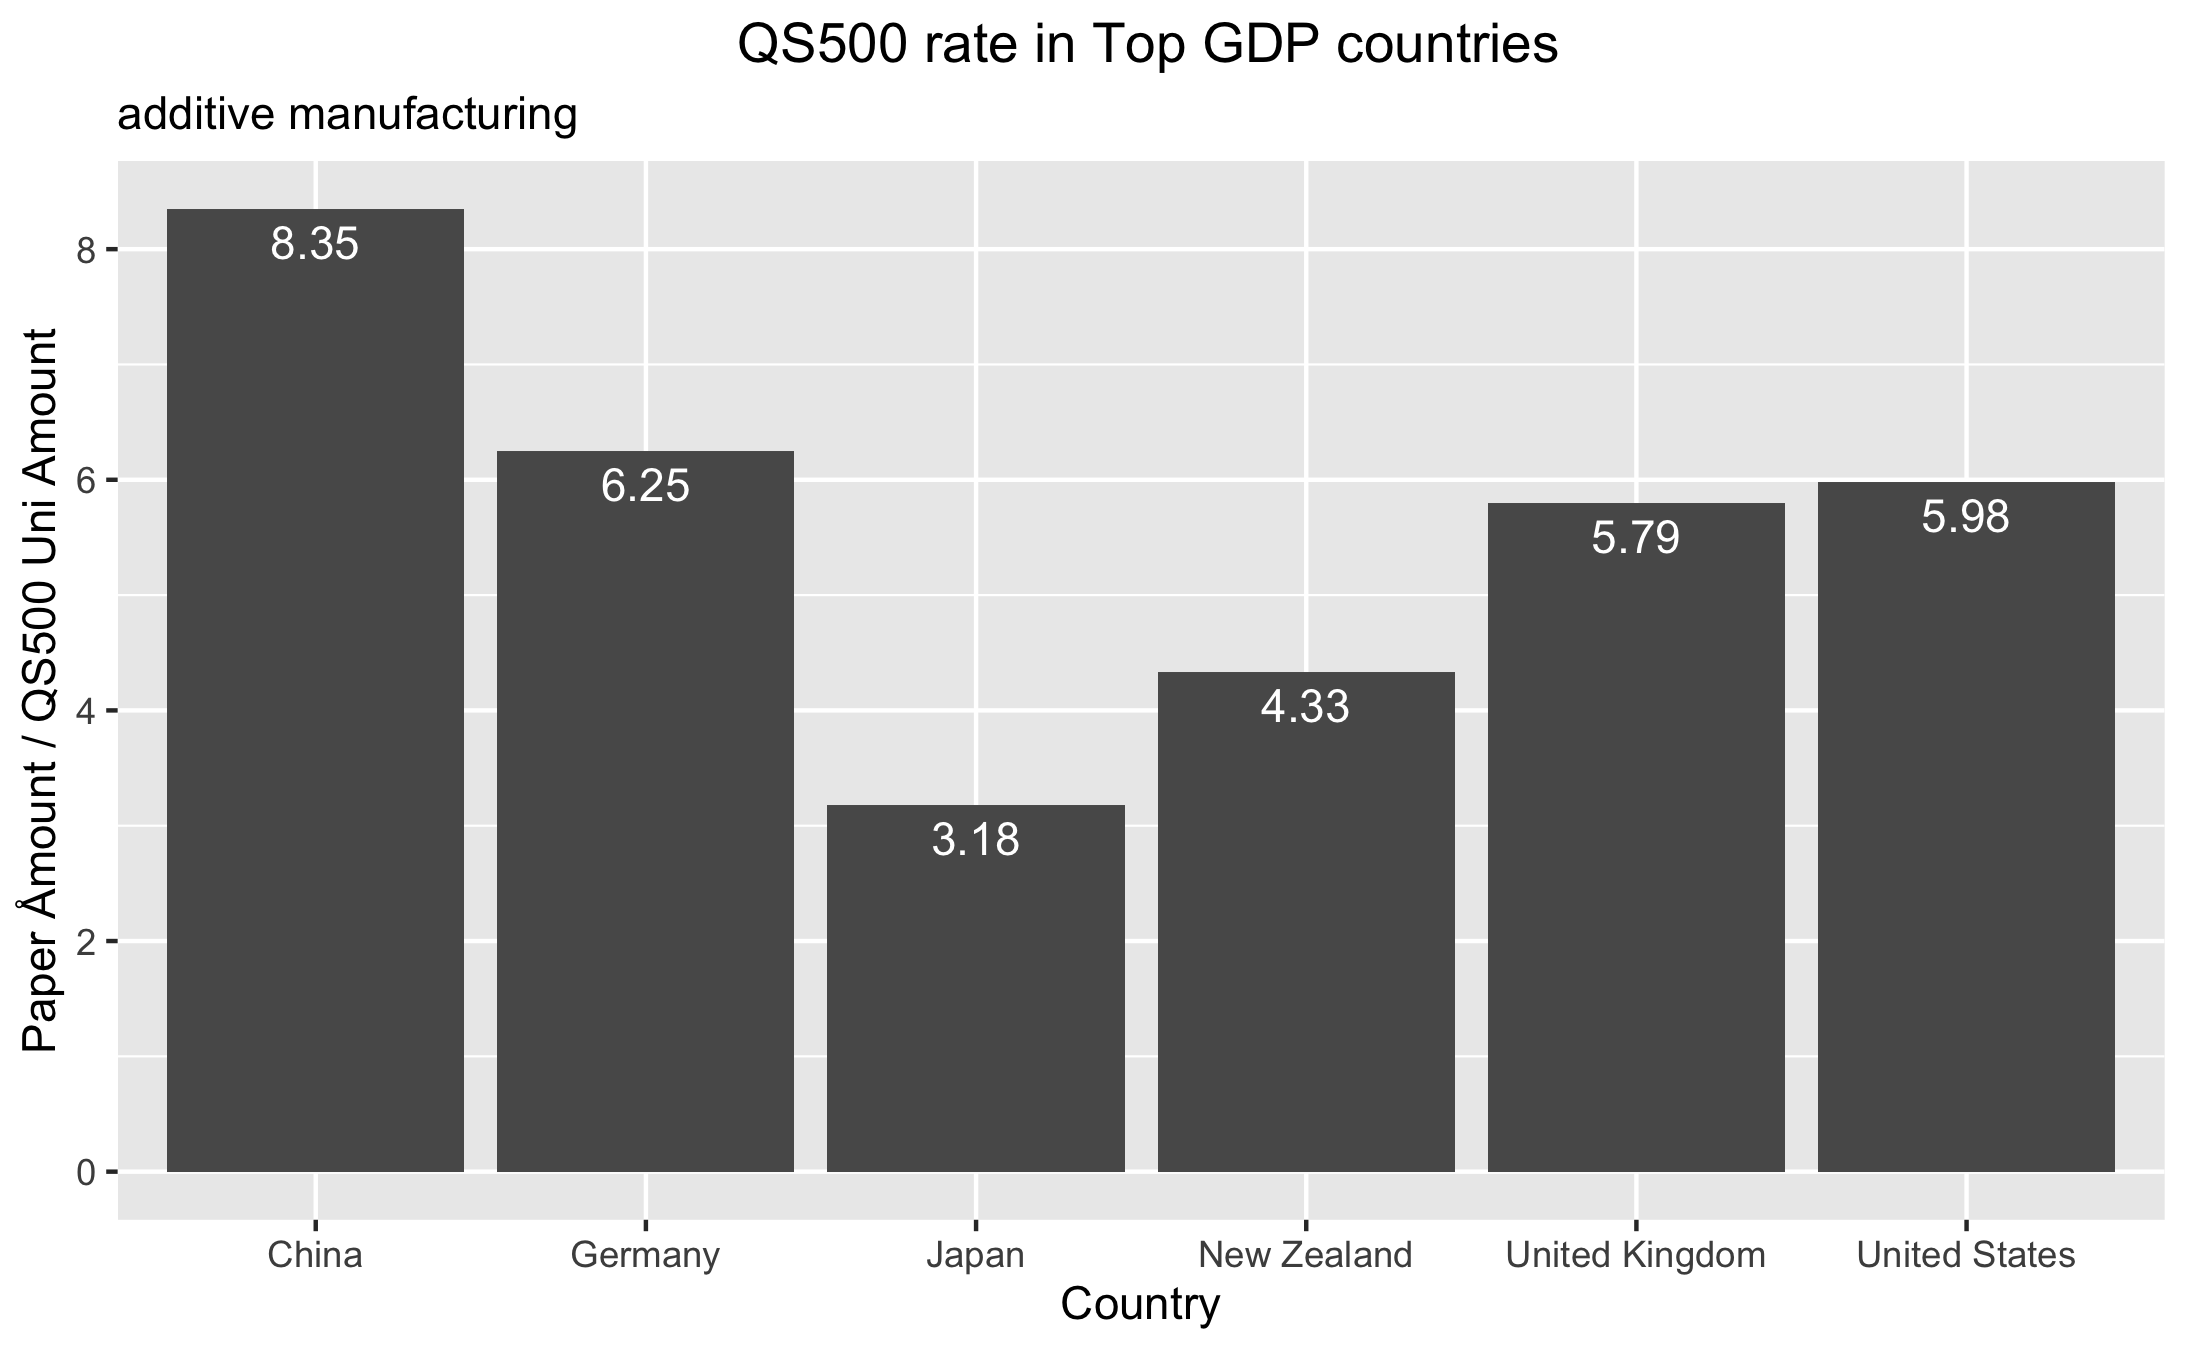 QS500 rate in Top GDP countries
additive manufacturing
Paper Åmount / QS500 Uni Amount
8
6
4
2
0
8.35
6.25
3.18
4.33
5.79
5.98
China
Germany
Japan
New Zealand
United Kingdom
United States
Country